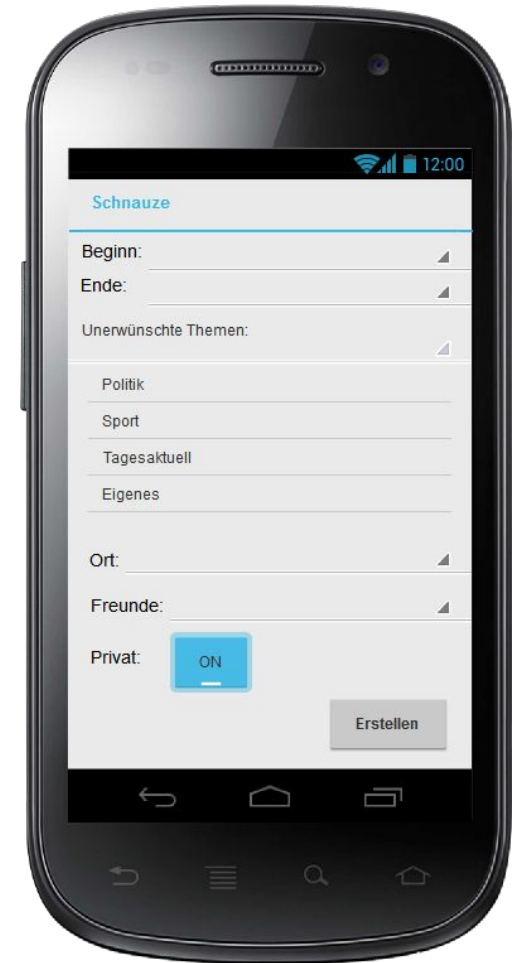 12:00
Schnauze
Beginn:
Ende:
Unerwünschte Themen:
Politik
Sport
Tagesaktuell
Eigenes
Ort:
Freunde:
Privat:
ON
Erstellen